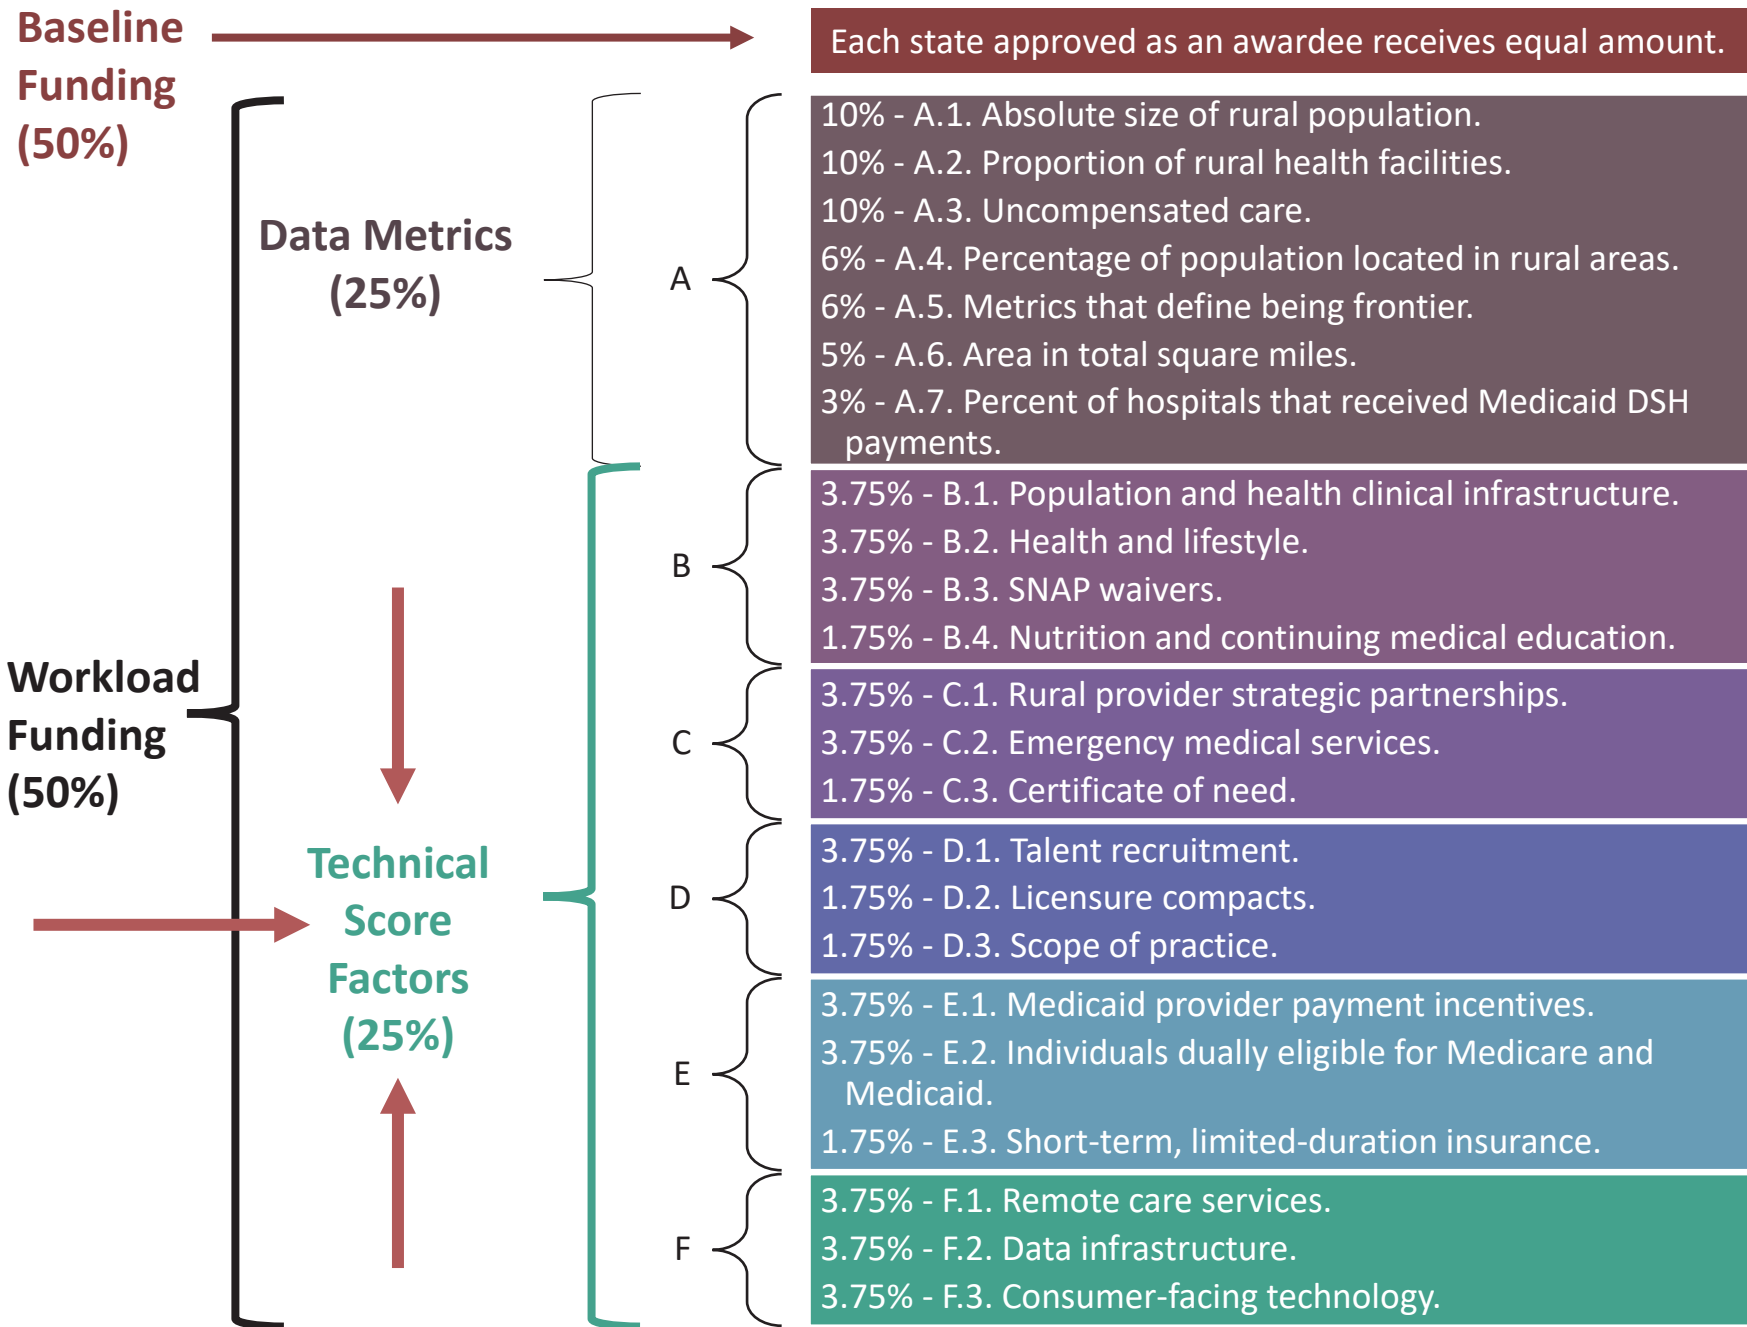 Baseline
Funding
(50%)
Each state approved as an awardee receives equal amount.
Workload
Funding
(50%)
Data Metrics
(25%)
A
10% - A.1. Absolute size of rural population.
10% - A.2. Proportion of rural health facilities.
10% - A.3. Uncompensated care.
6% - A.4. Percentage of population located in rural areas.
6% - A.5. Metrics that define being frontier.
5% - A.6. Area in total square miles.
3% - A.7. Percent of hospitals that received Medicaid DSH
payments.
Technical
Score
Factors
(25%)
B
3.75% - B.1. Population and health clinical infrastructure.
3.75% - B.2. Health and lifestyle.
3.75% - B.3. SNAP waivers.
1.75% - B.4. Nutrition and continuing medical education.
C
3.75% - C.1. Rural provider strategic partnerships.
3.75% - C.2. Emergency medical services.
1.75% - C.3. Certificate of need.
D
3.75% - D.1. Talent recruitment.
1.75% - D.2. Licensure compacts.
1.75% - D.3. Scope of practice.
E
3.75% - E.1. Medicaid provider payment incentives.
3.75% - E.2. Individuals dually eligible for Medicare and
Medicaid.
1.75% - E.3. Short-term, limited-duration insurance.
F
3.75% - F.1. Remote care services.
3.75% - F.2. Data infrastructure.
3.75% - F.3. Consumer-facing technology.